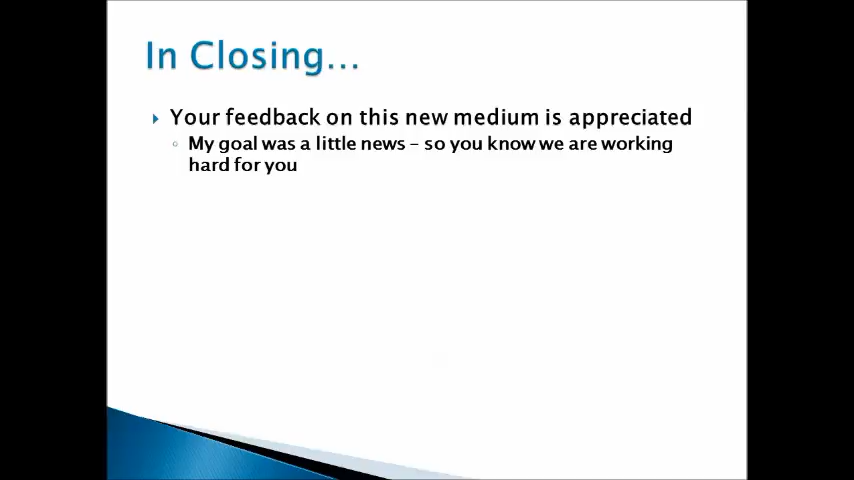 In Closing...
Your feedback on this new medium is appreciated
My goal was a little news – so you know we are working
hard for you